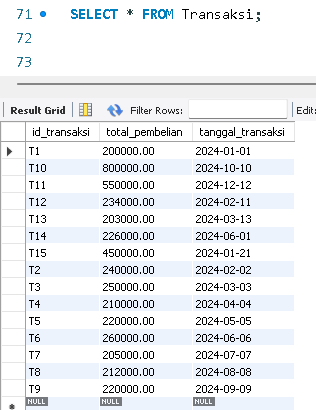 71 SELECT * FROM Transaksi;
72
73
Result Grid Filter Rows: Edit:
id_transaksi total_pembelian tanggal_transaksi
T1 200000.00 2024-01-01
T10 800000.00 2024-10-10
T11 550000.00 2024-12-12
T12 234000.00 2024-02-11
T13 203000.00 2024-03-13
T14 226000.00 2024-06-01
T15 450000.00 2024-01-21
T2 240000.00 2024-02-02
T3 250000.00 2024-03-03
T4 210000.00 2024-04-04
T5 220000.00 2024-05-05
T6 260000.00 2024-06-06
T7 205000.00 2024-07-07
T8 212000.00 2024-08-08
T9 220000.00 2024-09-09
NULL NULL NULL